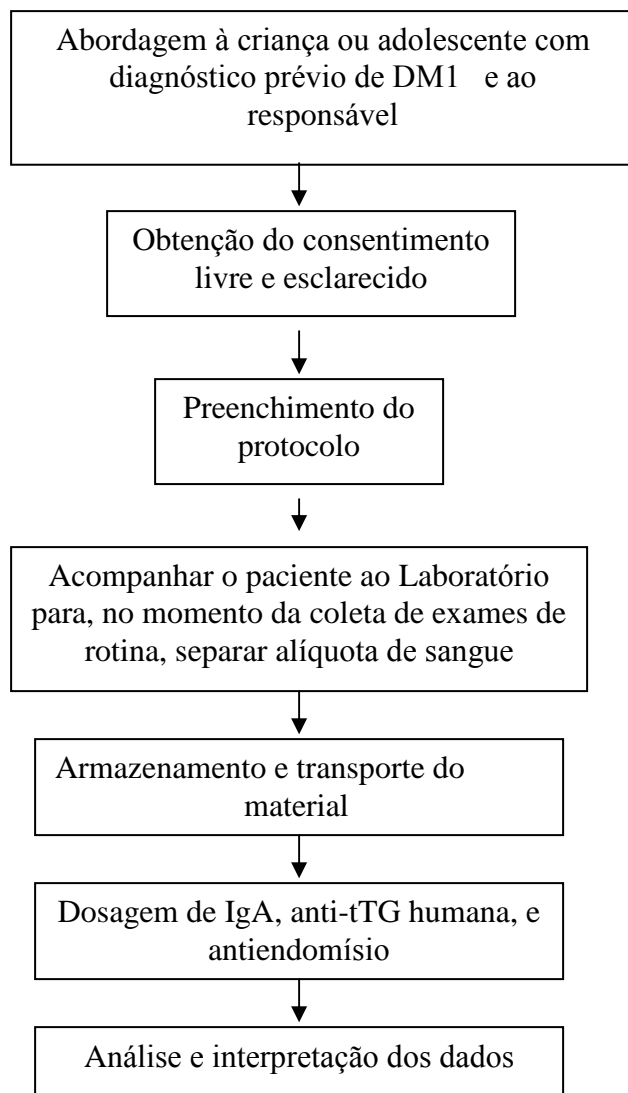 Abordagem à criança ou adolescente com
diagnóstico prévio de DM1 e ao
responsável
Obtenção do consentimento
livre e esclarecido
Preenchimento do
protocolo
Acompanhar o paciente ao Laboratório
para, no momento da coleta de exames de
rotina, separar alíquota de sangue
Armazenamento e transporte do
material
Dosagem de IgA, anti-tTG humana, e
antiendomísio
Análise e interpretação dos dados